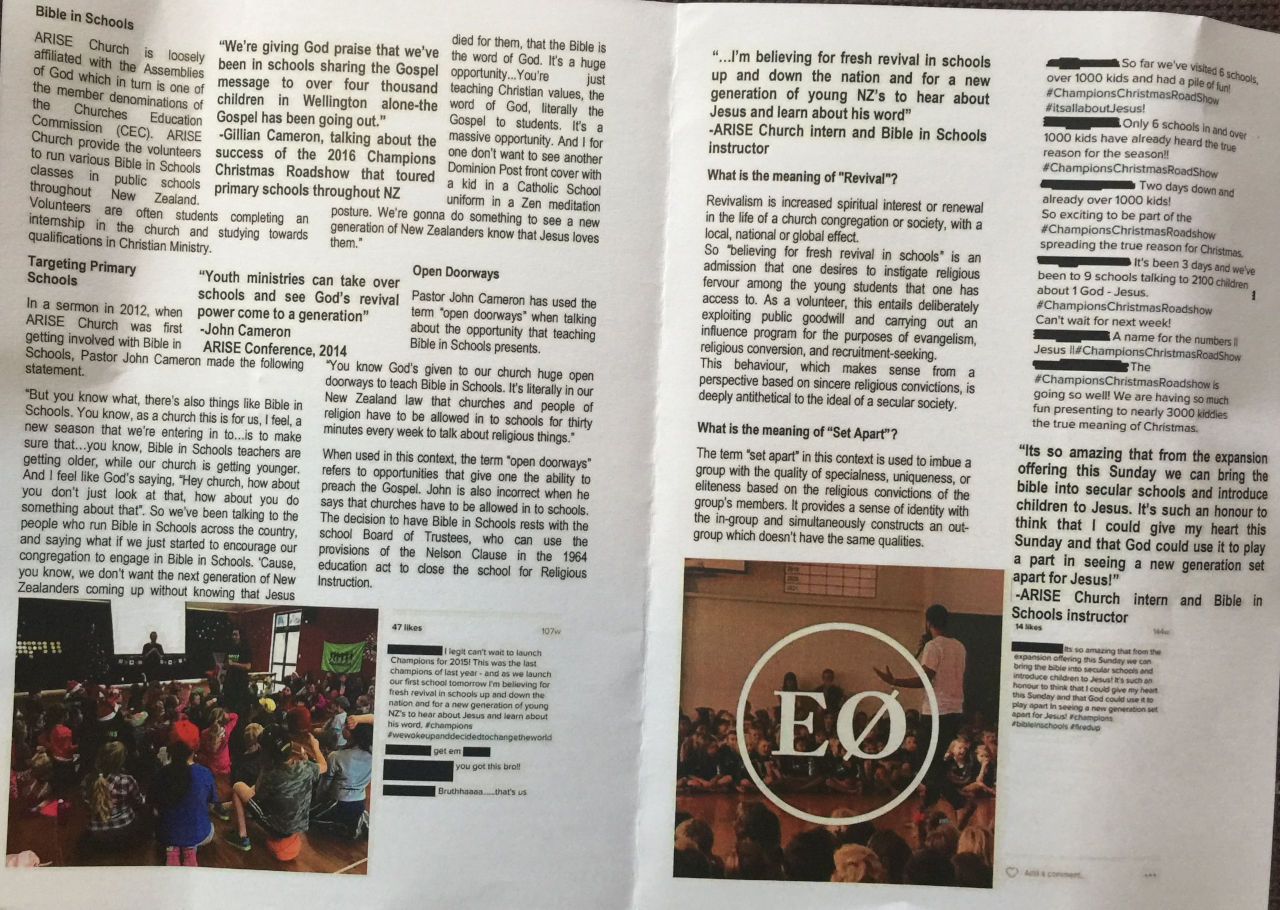 Bible in Schools
ARISE Church is loosely
affiliated with the Assemblies
of God which in turn is one of
the member denominations of
the Churches Education
Commission (CEC). ARISE
Church provide the volunteers
to run various Bible in Schools
classes in public schools
throughout New Zealand.
Volunteers are often students completing an
internship in the church and studying towards
qualifications in Christian Ministry.
“We're giving God praise that we've
been in schools sharing the Gospel
message to over four thousand
children in Wellington alone-the
Gospel has been going out.”
-Gillian Cameron, talking about the
success of the 2016 Champions
Christmas Roadshow that toured
primary schools throughout NZ
Targeting Primary
Schools
In a sermon in 2012, when
ARISE Church was first
getting involved with Bible in
Schools, Pastor John Cameron made the following
statement.
“Youth ministries can take over
schools and see God's revival
power come to a generation”
-John Cameron
ARISE Conference, 2014
“But you know what, there's also things like Bible in
Schools. You know, as a church this is for us, I feel, a
new season that we're entering in to...is to make
sure that...you know, Bible in Schools teachers are
getting older, while our church is getting younger.
And I feel like God's saying, “Hey church, how about
you don't just look at that, how about you do
something about that”. So we've been talking to the
people who run Bible in Schools across the country,
and saying what if we just started to encourage our
congregation to engage in Bible in Schools. 'Cause,
you know, we don't want the next generation of New
Zealanders coming up without knowing that Jesus
died for them, that the Bible is
the word of God. It's a huge
opportunity...You're just
teaching Christian values, the
word of God, literally the
Gospel to students. It's a
massive opportunity. And I for
one don't want to see another
Dominion Post front cover with
a kid in a Catholic School
uniform in a Zen meditation
posture. We're gonna do something to see a new
generation of New Zealanders know that Jesus loves
them.”
Open Doorways
Pastor John Cameron has used the
term “open doorways” when talking
about the opportunity that teaching
Bible in Schools presents.
“You know God's given to our church huge open
doorways to teach Bible in Schools. It's literally in our
New Zealand law that churches and people of
religion have to be allowed in to schools for thirty
minutes every week to talk about religious things.”
When used in this context, the term “open doorways”
refers to opportunities that give one the ability to
preach the Gospel. John is also incorrect when he
says that churches have to be allowed in to schools.
The decision to have Bible in Schools rests with the
school Board of Trustees, who can use the
provisions of the Nelson Clause in the 1964
education act to close the school for Religious
Instruction.
47 likes
107w
I legit can't wait to launch
Champions for 2015! This was the last
champions of last year - and as we launch
our first school tomorrow I'm believing for
fresh revival in schools up and down the
nation and for a new generation of young
NZ's to hear about Jesus and learn about
his word. #champions
#wewokeupanddecidedtochangetheworld
get em
you got this bro!!
Bruthhaaaa.....that's us
“...I'm believing for fresh revival in schools
up and down the nation and for a new
generation of young NZ's to hear about
Jesus and learn about his word”
-ARISE Church intern and Bible in Schools
instructor
What is the meaning of "Revival"?
Revivalism is increased spiritual interest or renewal
in the life of a church congregation or society, with a
local, national or global effect.
So “believing for fresh revival in schools” is an
admission that one desires to instigate religious
fervour among the young students that one has
access to. As a volunteer, this entails deliberately
exploiting public goodwill and carrying out an
influence program for the purposes of evangelism,
religious conversion, and recruitment-seeking.
This behaviour, which makes sense from a
perspective based on sincere religious convictions, is
deeply antithetical to the ideal of a secular society.
What is the meaning of “Set Apart”?
The term “set apart” in this context is used to imbue a
group with the quality of specialness, uniqueness, or
eliteness based on the religious convictions of the
group's members. It provides a sense of identity with
the in-group and simultaneously constructs an out-
group which doesn't have the same qualities.
EØ
So far we've visited 6 schools,
over 1000 kids and had a pile of fun!
#ChampionsChristmasRoadShow
#itsallaboutJesus!
Only 6 schools in and over
1000 kids have already heard the true
reason for the season!!
#ChampionsChristmasRoadShow
Two days down and
already over 1000 kids!
So exciting to be part of the
#ChampionsChristmasRoadshow
spreading the true reason for Christmas.
It's been 3 days and we've
been to 9 schools talking to 2100 children
about 1 God - Jesus.
#ChampionsChristmasRoadshow
Can't wait for next week!
A name for the numbers ||
Jesus ||#ChampionsChristmasRoadShow
The
#ChampionsChristmasRoadshow is
going so well! We are having so much
fun presenting to nearly 3000 kiddies
the true meaning of Christmas.
“Its so amazing that from the expansion
offering this Sunday we can bring the
bible into secular schools and introduce
children to Jesus. It's such an honour to
think that I could give my heart this
Sunday and that God could use it to play
a part in seeing a new generation set
apart for Jesus!”
-ARISE Church intern and Bible in
Schools instructor
14 likes
Its so amazing that from the
expansion offering this Sunday we can
bring the bible into secular schools and
introduce children to Jesus! It's such an
honour to think that I could give my heart
this Sunday and that God could use it to
play apart in seeing a new generation set
apart for Jesus! #champions
#bibleinschools #firedup
Add a comment...